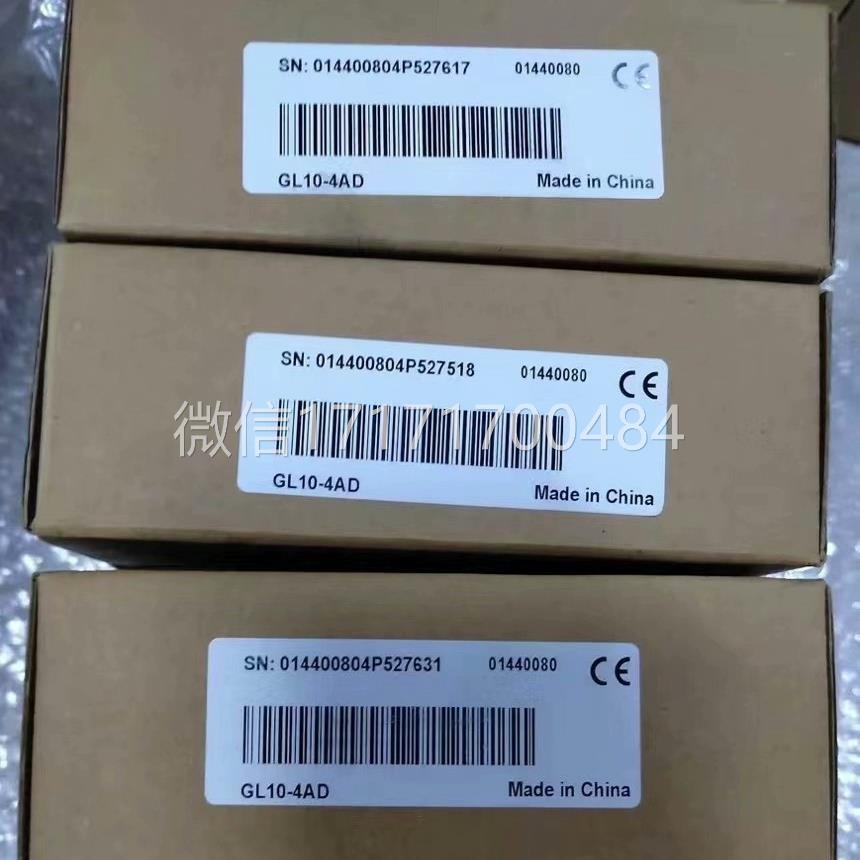 SN: 014400804P527617 01440080 CE
GL10-4AD Made in China
SN: 014400804P527518 01440080 CE
微信17171700484
GL10-4AD Made in China
SN: 014400804P527631 01440080 CE
GL10-4AD Made in China